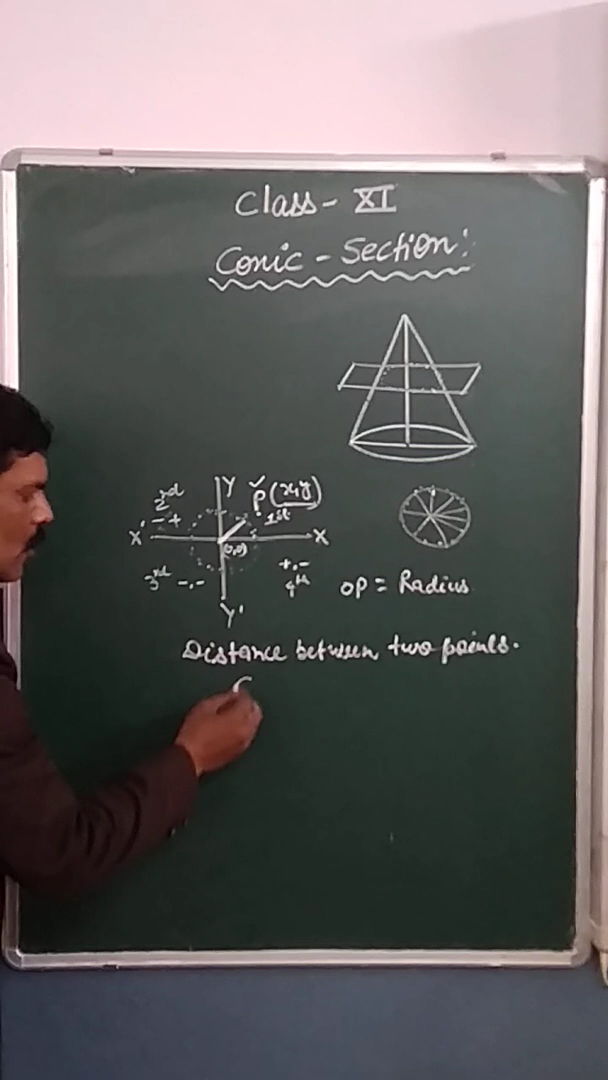 Class - XI
Conic - Section:
Y
P (x,y)
2nd
- +
1st
X'
X
(0,0)
3rd -.-
+.-
4th
OP = Radius
Y'
Distance between two points.